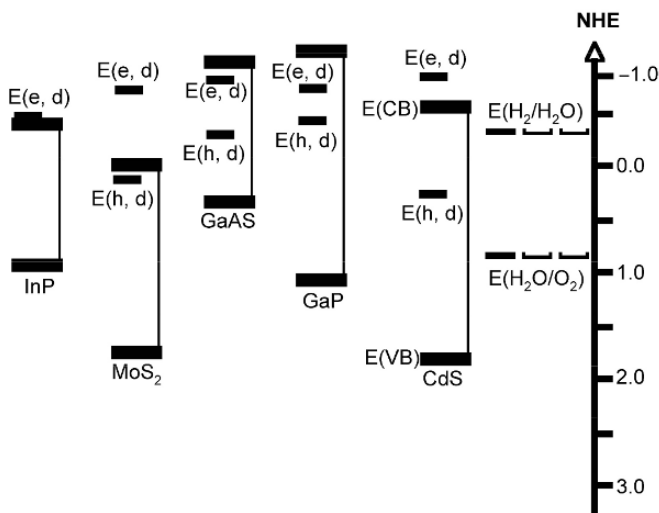 NHE
E(e, d)
E(e, d)
E(e, d)
E(e, d)
E(e, d)
−1.0
E(CB)
E(H₂/H₂O)
E(h, d)
E(h, d)
0.0
E(h, d)
E(h, d)
GaAS
InP
GaP
E(H₂O/O₂)
1.0
MoS₂
E(VB)
CdS
2.0
3.0